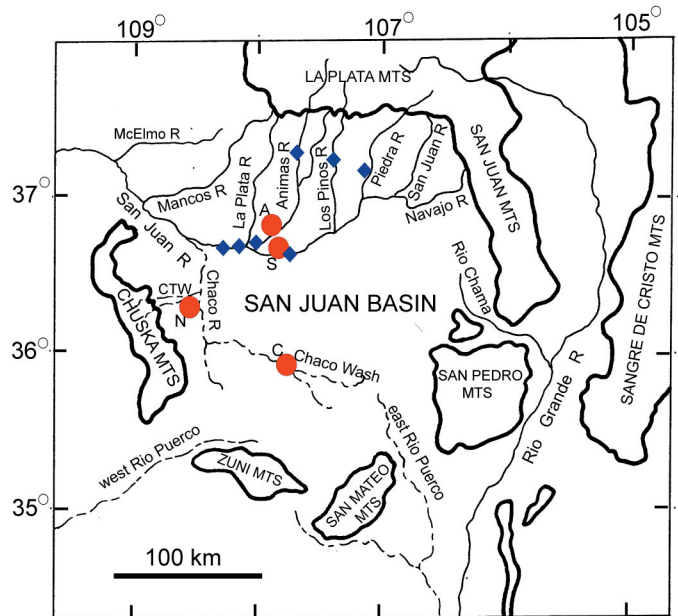 109○
107○
105○
LA PLATA MTS
McElmo R
La Plata R
Animas R
Los Pinos R
Piedra R
San Juan R
SAN JUAN MTS
37○
Mancos R
Navajo R
San Juan R
A
S
SANGRE DE CRISTO MTS
CTW
N
Chaco R
SAN JUAN BASIN
Rio Chama
CHUSKA MTS
36○
C
Chaco Wash
SAN PEDRO
MTS
Rio Grande R
east Rio Puerco
west Rio Puerco
ZUNI MTS
SAN MATEO
MTS
35○
100 km